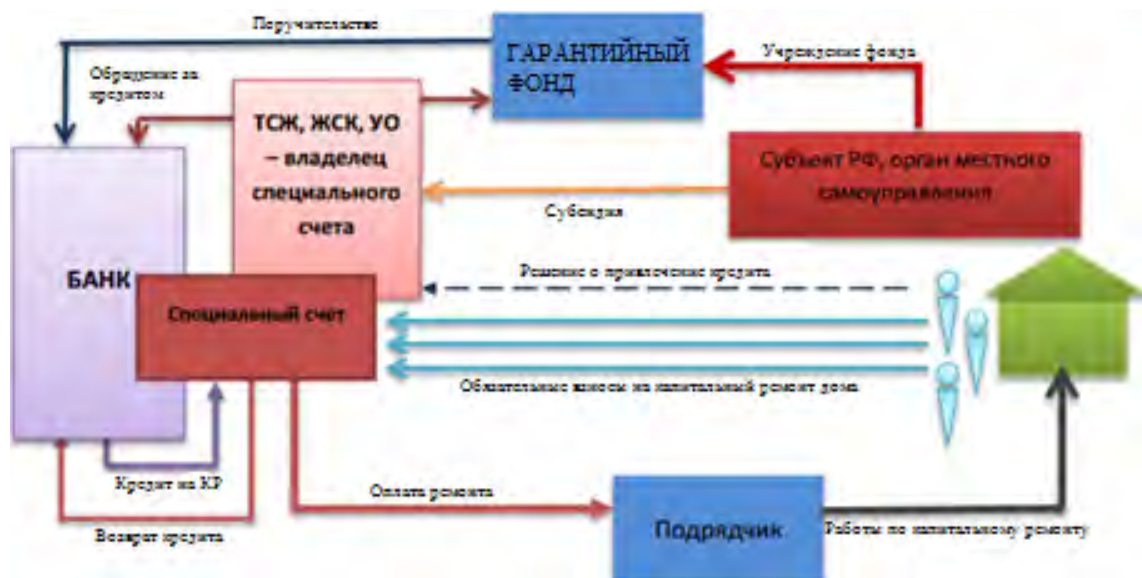 Поручительство
ГАРАНТИЙНЫЙ
ФОНД
Учреждение фонда
Обращение за
кредитом
ТСЖ, ЖСК, УО
– владелец
специального
счета
Субъект РФ, орган местного
самоуправления
Субсидия
БАНК
Решение о привлечение кредита
Специальный счет
Обязательные взносы на капитальный ремонт дома
Кредит на КР
Оплата ремонта
Возврат кредита
Подрядчик
Работы по капитальному ремонту